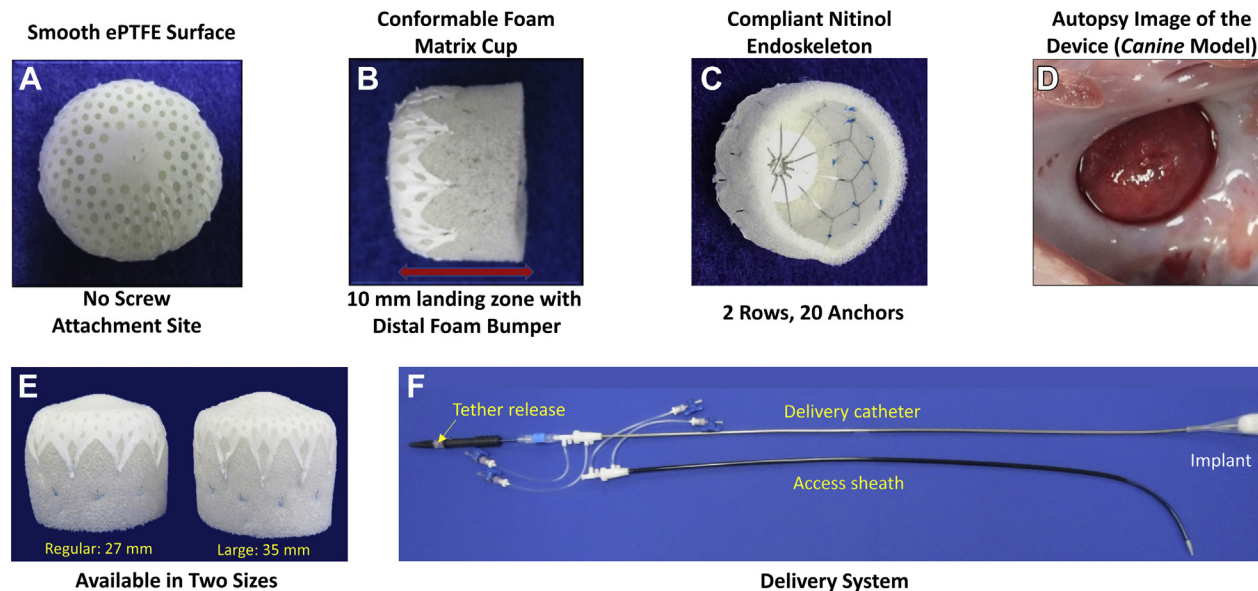 Smooth ePTFE Surface
Conformable Foam
Matrix Cup
Compliant Nitinol
Endoskeleton
Autopsy Image of the
Device (Canine Model)
A
B
C
D
No Screw
Attachment Site
10 mm landing zone with
Distal Foam Bumper
2 Rows, 20 Anchors
E
Regular: 27 mm
Large: 35 mm
Available in Two Sizes
F
Tether release
Delivery catheter
Access sheath
Implant
Delivery System